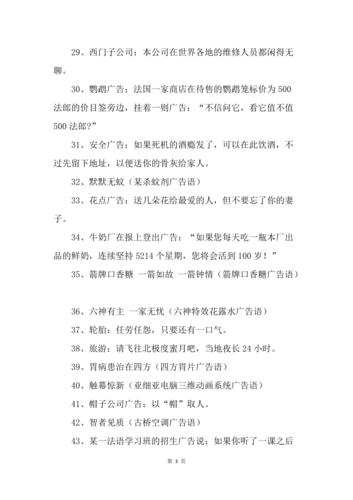 29、西门子公司：本公司在世界各地的维修人员都闲得无
聊。
30、鹦鹉广告：法国一家商店在待售的鹦鹉笼标价为 500
法郎的价目签旁边，挂着一则广告：“不信问它，看它值不值
500 法郎?”
31、安全广告：如果死机的酒瘾发了，可以在此饮酒，不
过先留下地址，以便送你的骨灰给家人。
32、默默无蚊（某杀蚊剂广告语）
33、花点广告：送几朵花给最爱的人，但不要忘了你的妻
子。
34、牛奶厂在报上登出广告：“如果您每天吃一瓶本厂出
品的鲜奶，连续坚持 5214 个星期，您将会活到 100 岁！”
35、箭牌口香糖 一箭如故 一箭钟情（箭牌口香糖广告语）
36、六神有主 一家无忧（六神特效花露水广告语）
37、轮胎：任劳任怨，只要还有一口气。
38、旅游：请飞往北极度蜜月吧，当地夜长 24 小时。
39、胃病患治在四方（四方胃片广告语）
40、触幕惊新（亚细亚电脑三维动画系统广告语）
41、帽子公司广告：以“帽”取人。
42、智者见质（古桥空调广告语）
43、某一法语学习班的招生广告说：如果你听了一课之后
第 3 页